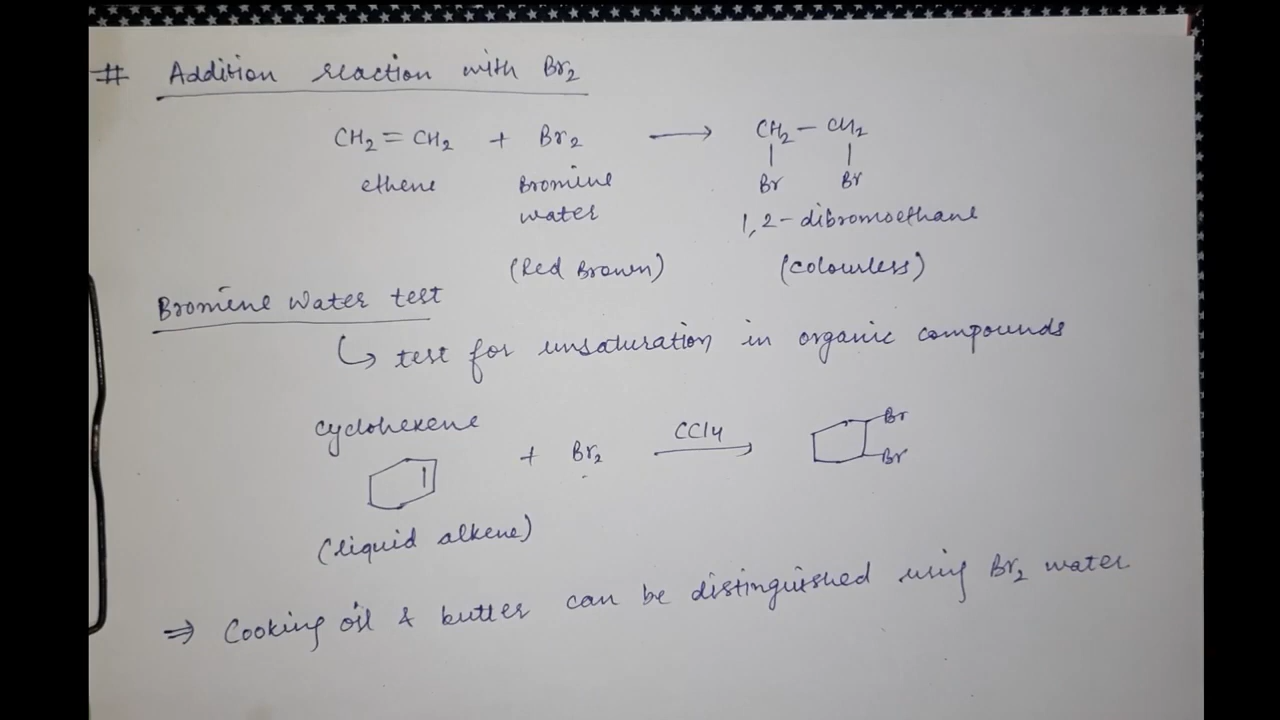 # Addition reaction with Br₂
CH₂ = CH₂ + Br₂ ⟶ CH₂ — CH₂
| |
ethene Bromine Br Br
water 1,2-dibromoethane
(Red Brown) (colourless)
Bromine Water test
↳ test for unsaturation in organic compounds
cyclohexene
+ Br₂ CCl4 ⟶ Br
Br
(liquid alkene)
⇒ Cooking oil & butter can be distinguished using Br₂ water